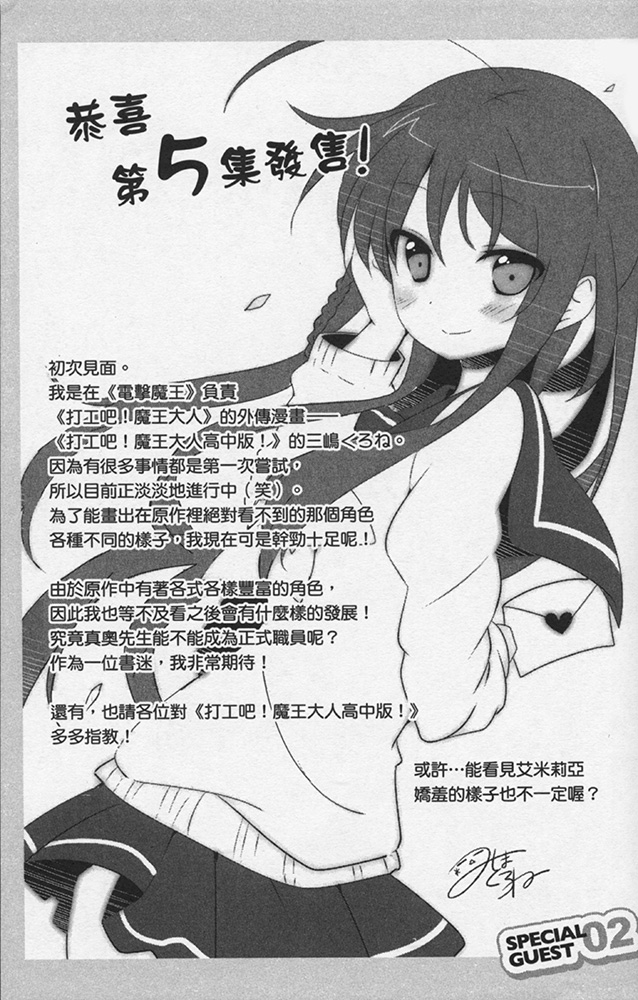 恭喜
第5集發售！
初次見面。
我是在《電擊魔王》負責
《打工吧！魔王大人》的外傳漫畫——
《打工吧！魔王大人高中版！》的三嶋くろね。
因為有很多事情都是第一次嘗試，
所以目前正淡淡地進行中（笑）。
為了能畫出在原作裡絕對看不到的那個角色
各種不同的樣子，我現在可是幹勁十足呢！
由於原作中有著各式各樣豐富的角色，
因此我也等不及看之後會有什麼樣的發展！
究竟真奧先生能不能成為正式職員呢？
作為一位書迷，我非常期待！
還有，也請各位對《打工吧！魔王大人高中版！》
多多指教！
或許…能看見艾米莉亞
嬌羞的樣子也不一定喔？
SPECIAL
GUEST 02